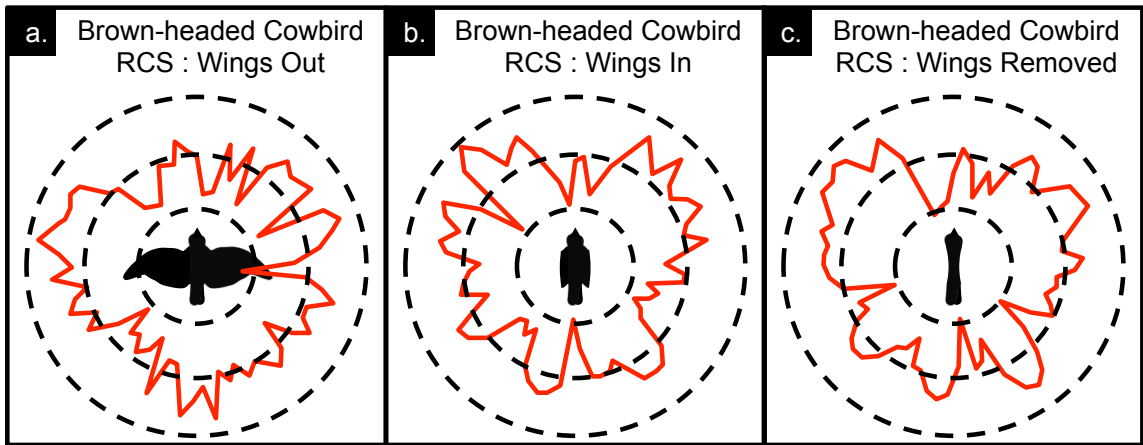 a.
Brown-headed Cowbird
RCS : Wings Out
b.
Brown-headed Cowbird
RCS : Wings In
c.
Brown-headed Cowbird
RCS : Wings Removed